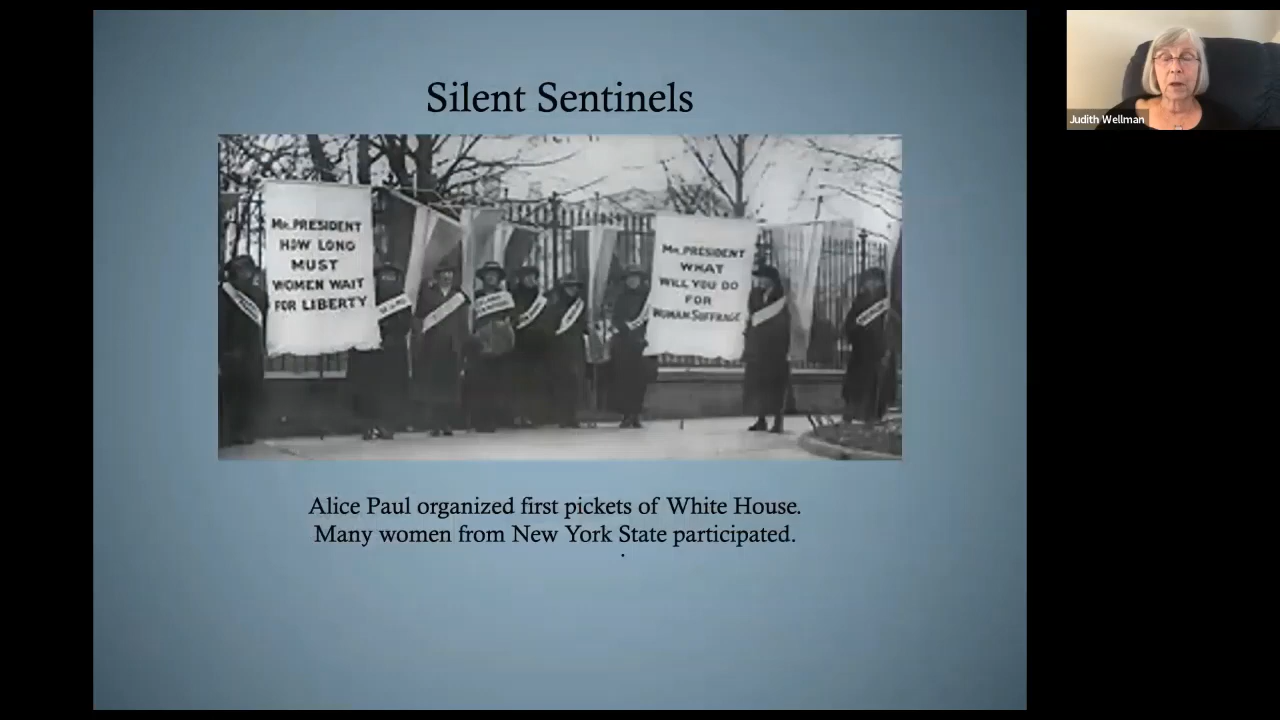 Silent Sentinels
MR. PRESIDENT
HOW LONG
MUST
WOMEN WAIT
FOR LIBERTY
MR. PRESIDENT
WHAT
WILL YOU DO
FOR
WOMAN SUFFRAGE
Alice Paul organized first pickets of White House.
Many women from New York State participated.
.
Judith Wellman